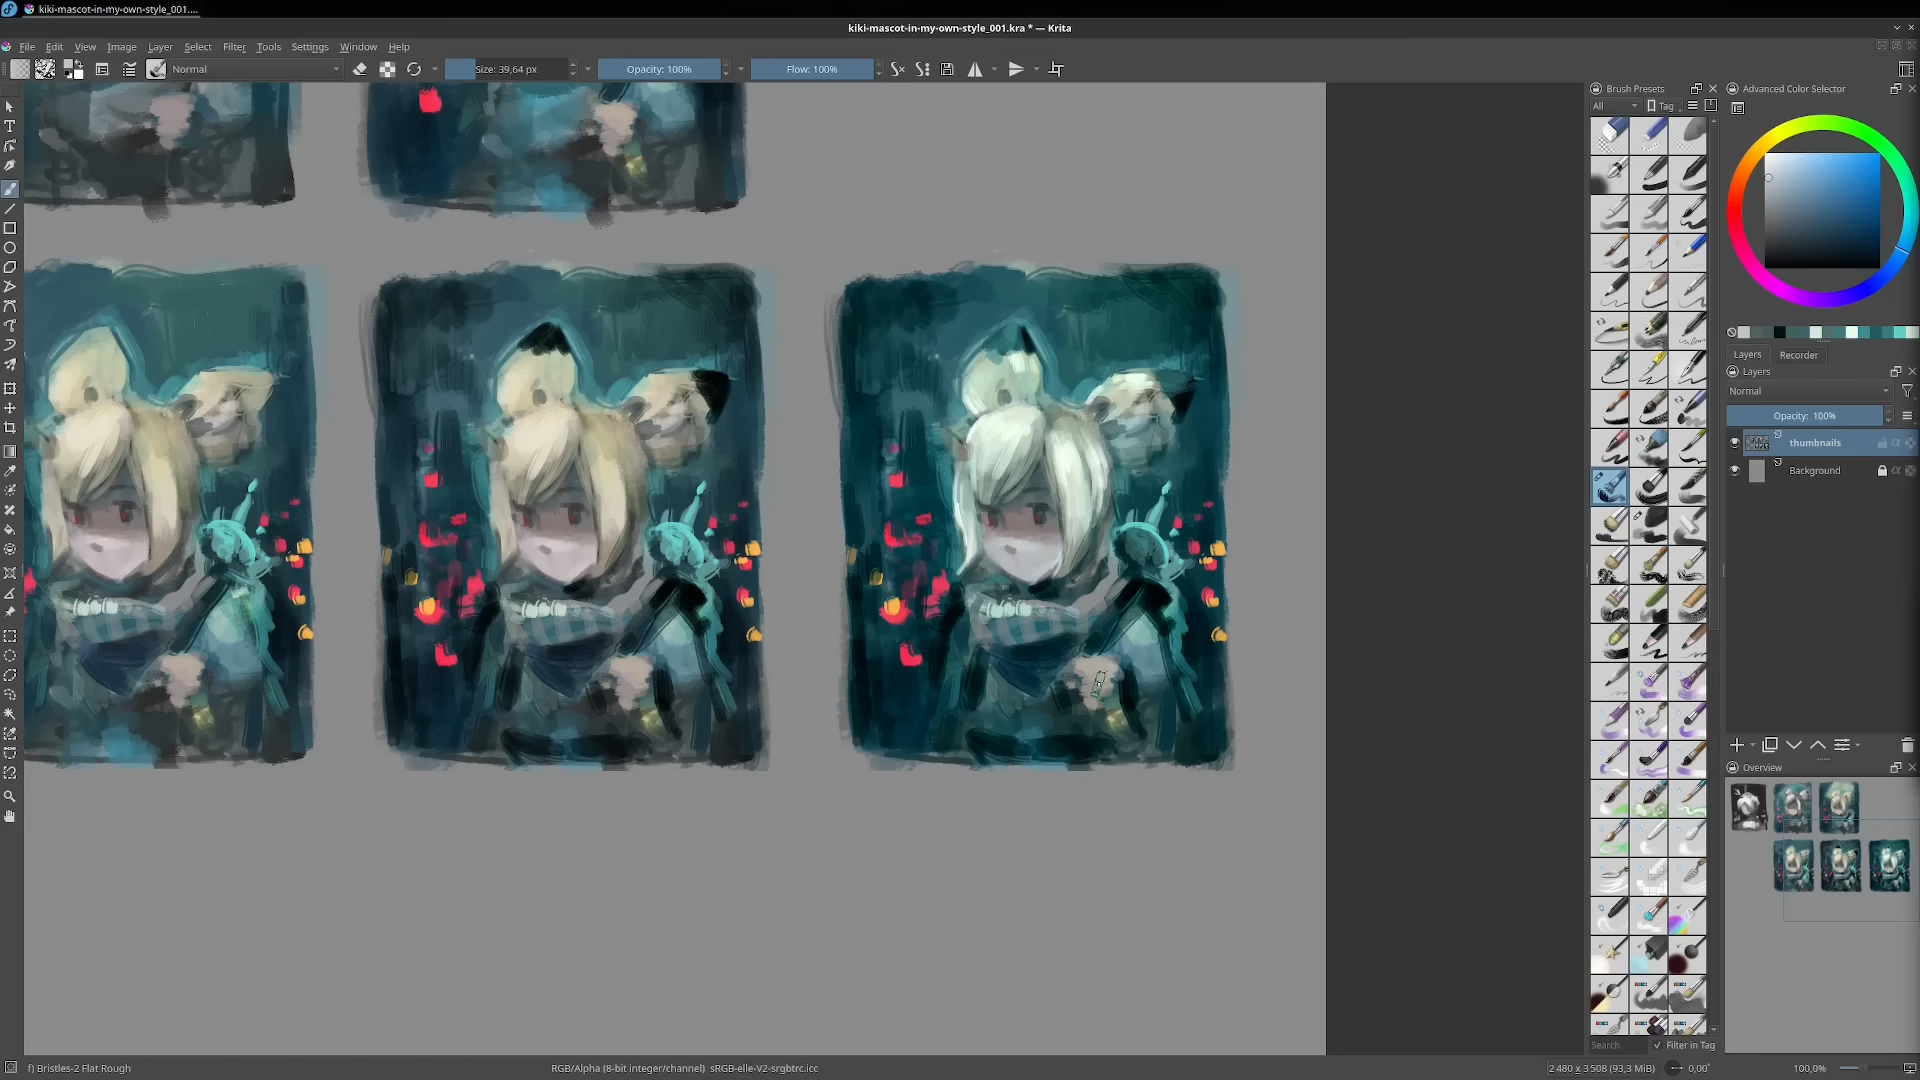 kiki-mascot-in-my-own-style_001....
kiki-mascot-in-my-own-style_001.kra * — Krita
File Edit View Image Layer Select Filter Tools Settings Window Help
Normal
Size: 39,64 px
Opacity: 100%
Flow: 100%
Brush Presets
All
Tag
Advanced Color Selector
Layers
Recorder
Layers
Normal
Opacity: 100%
thumbnails
Background
Overview
Search
Filter in Tag
f) Bristles-2 Flat Rough
RGB/Alpha (8-bit integer/channel) sRGB-elle-V2-srgbtrc.icc
2 480 x 3 508 (93,3 MiB)
0,00°
100,0%